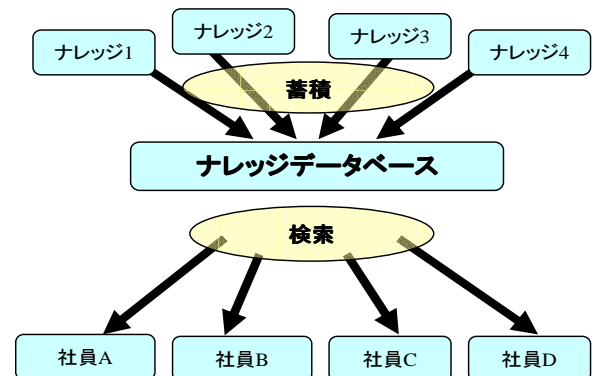 ナレッジ1
ナレッジ2
ナレッジ3
ナレッジ4
蓄積
ナレッジデータベース
検索
社員A
社員B
社員C
社員D